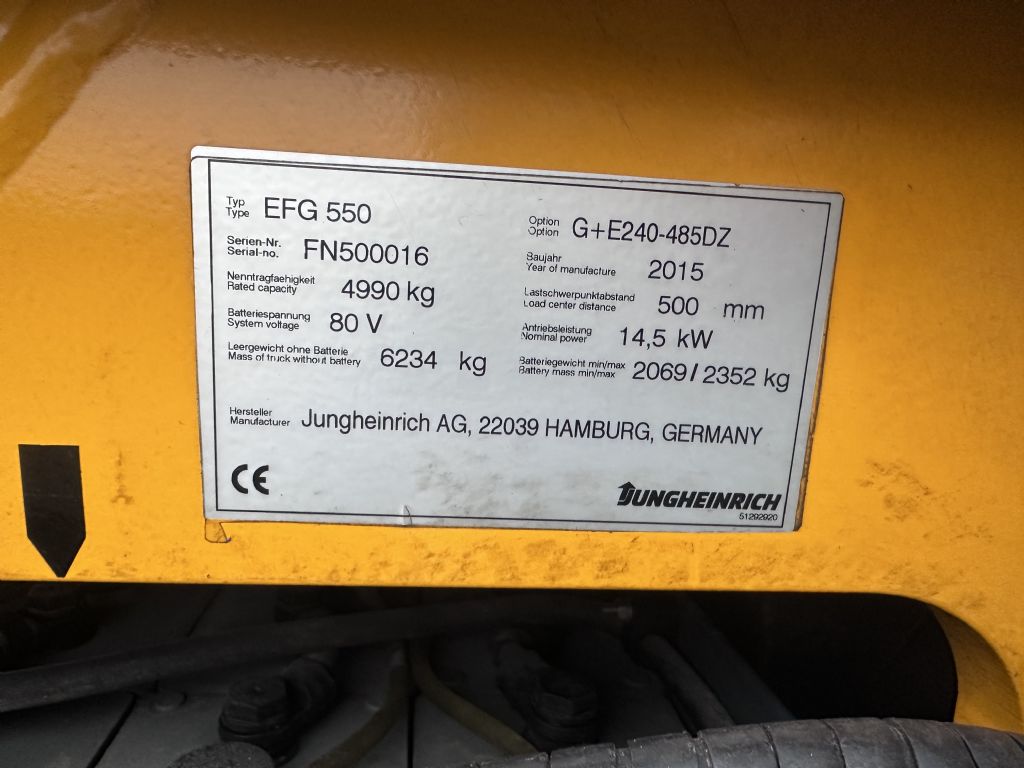 Typ
Type EFG 550
Option
Option G+E240-485DZ
Serien-Nr.
Serial-no. FN500016
Baujahr
Year of manufacture 2015
Nenntragfaehigkeit
Rated capacity 4990 kg
Lastschwerpunktabstand
Load center distance 500 mm
Batteriespannung
System voltage 80 V
Antriebsleistung
Nominal power 14,5 kW
Leergewicht ohne Batterie
Mass of truck without battery 6234 kg
Batteriegewicht min/max
Battery mass min/max 2069 / 2352 kg
Hersteller
Manufacturer Jungheinrich AG, 22039 HAMBURG, GERMANY
CE
JUNGHEINRICH
51292920